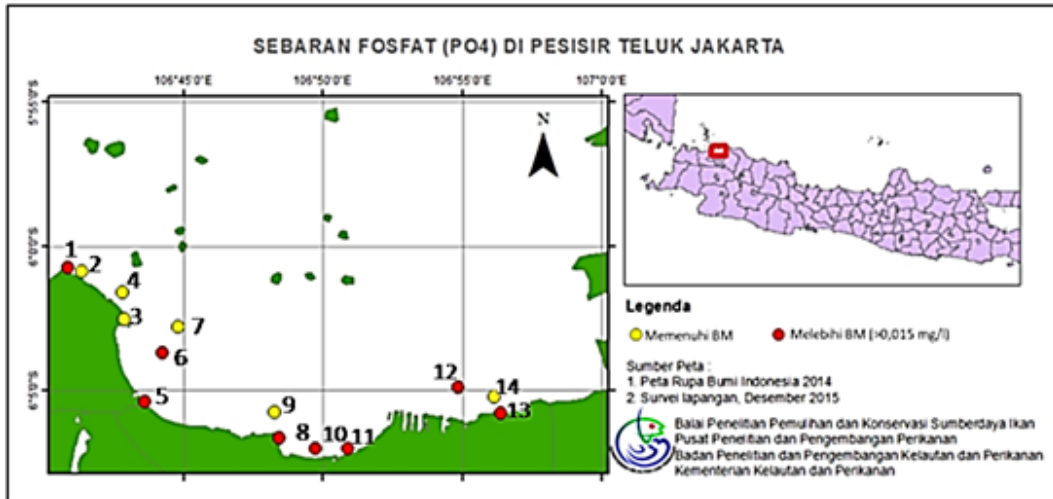 SEBARAN FOSFAT (PO4) DI PESISIR TELUK JAKARTA
106°45'0"E 106°50'0"E 106°55'0"E 107°0'0"E
5°55'0"S
N
6°0'0"S
1
2
4
3
7
6
12
14
5
9
13
8 10 11
6°5'0"S
Legenda
Memenuhi BM Melebihi BM (>0,015 mg/l)
Sumber Peta :
1. Peta Rupa Bumi Indonesia 2014
2. Survei lapangan, Desember 2015
Balai Penelitian Pemulihan dan Konservasi Sumberdaya Ikan
Pusat Penelitian dan Pengembangan Perikanan
Badan Penelitian dan Pengembangan Kelautan dan Perikanan
Kementerian Kelautan dan Perikanan